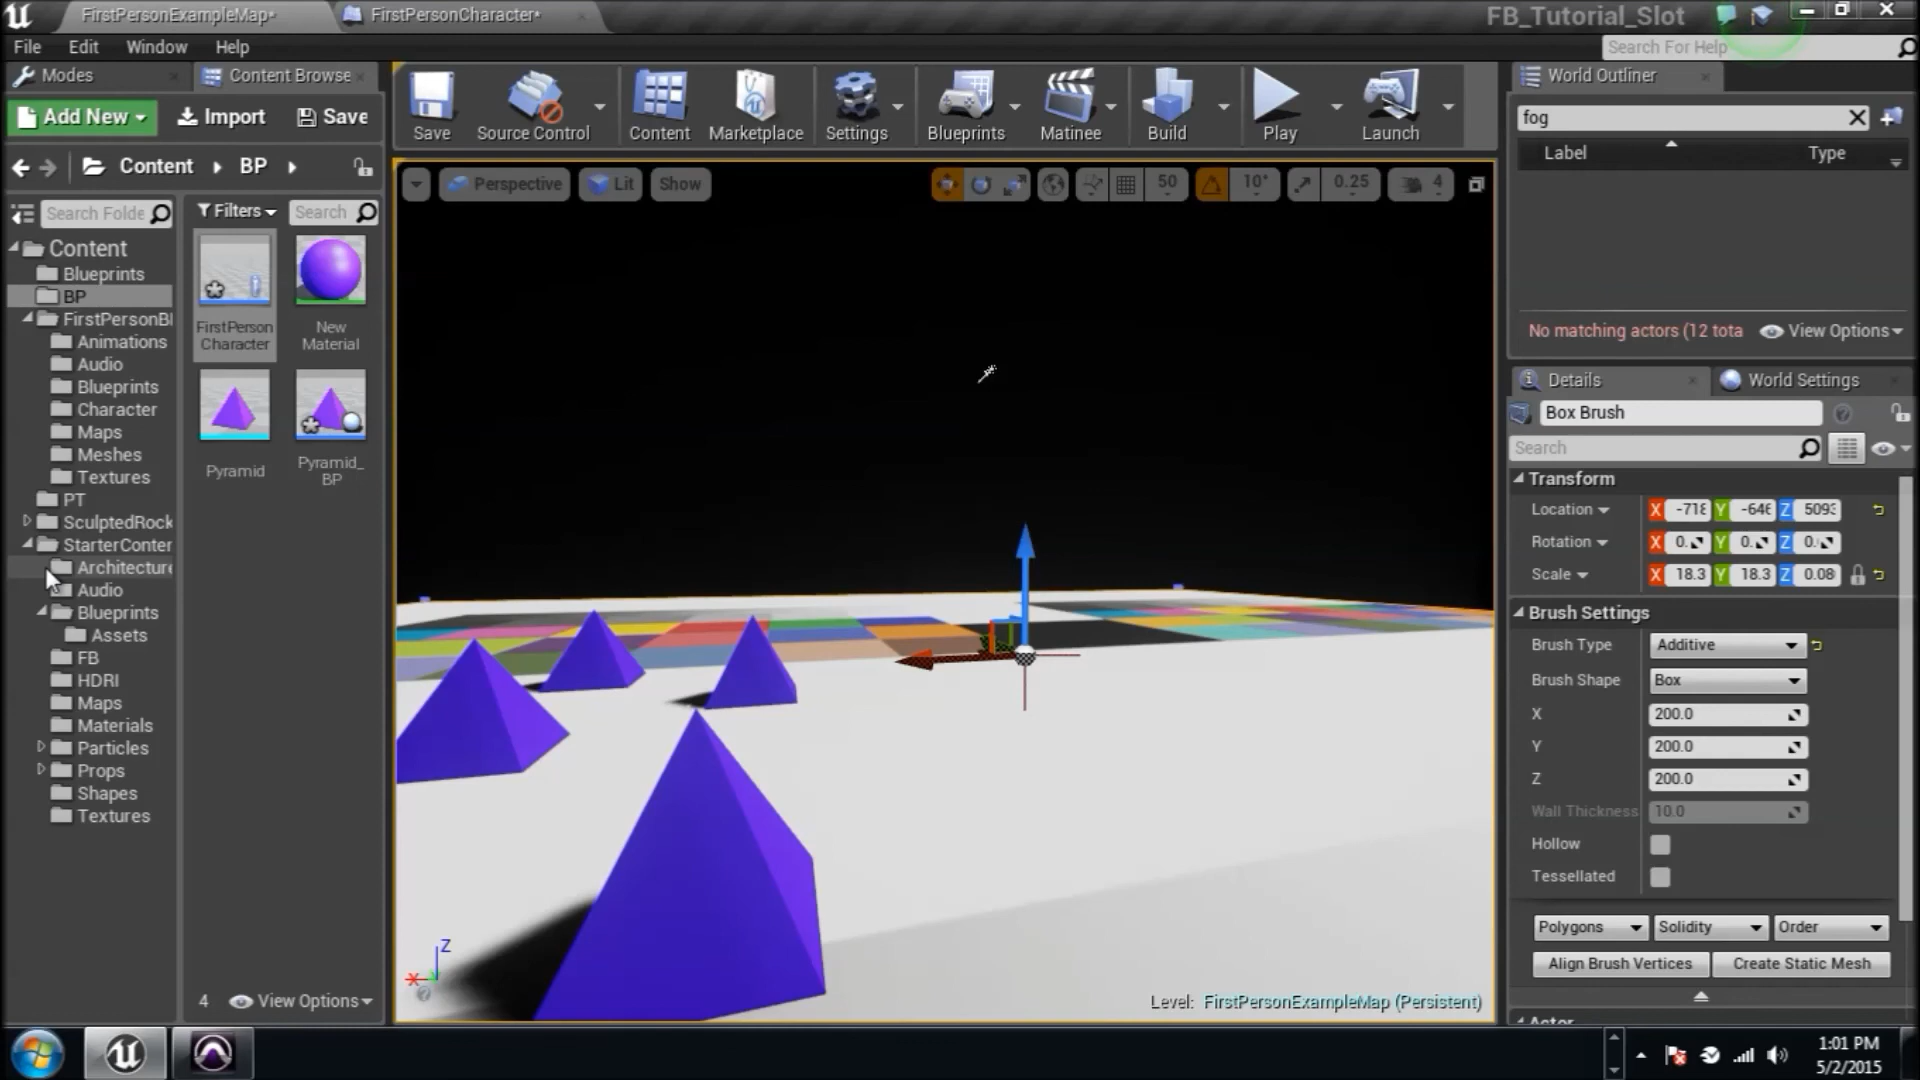 FirstPersonExampleMap*
FirstPersonCharacter*
FB_Tutorial_Slot
File Edit Window Help
Search For Help
Modes
Content Browse
World Outliner
Add New
Import
Save
Save
Source Control
Content
Marketplace
Settings
Blueprints
Matinee
Build
Play
Launch
fog
Label
Type
Content BP
Perspective
Lit
Show
50
10°
0.25
4
Search Folde
Filters
Search
Content
Blueprints
BP
FirstPersonBl
Animations
Audio
Blueprints
Character
Maps
Meshes
Textures
PT
SculptedRock
StarterConter
Architecture
Audio
Blueprints
Assets
FB
HDRI
Maps
Materials
Particles
Props
Shapes
Textures
FirstPerson
Character
New
Material
Pyramid
Pyramid_
BP
4
View Options
No matching actors (12 tota
View Options
Details
World Settings
Box Brush
Search
Transform
Location X -718 Y -646 Z 5093
Rotation X 0. Y 0. Z 0.
Scale X 18.3 Y 18.3 Z 0.08
Brush Settings
Brush Type Additive
Brush Shape Box
X 200.0
Y 200.0
Z 200.0
Wall Thickness 10.0
Hollow
Tessellated
Polygons Solidity Order
Align Brush Vertices Create Static Mesh
Actor
Z
X
Level: FirstPersonExampleMap (Persistent)
1:01 PM
5/2/2015